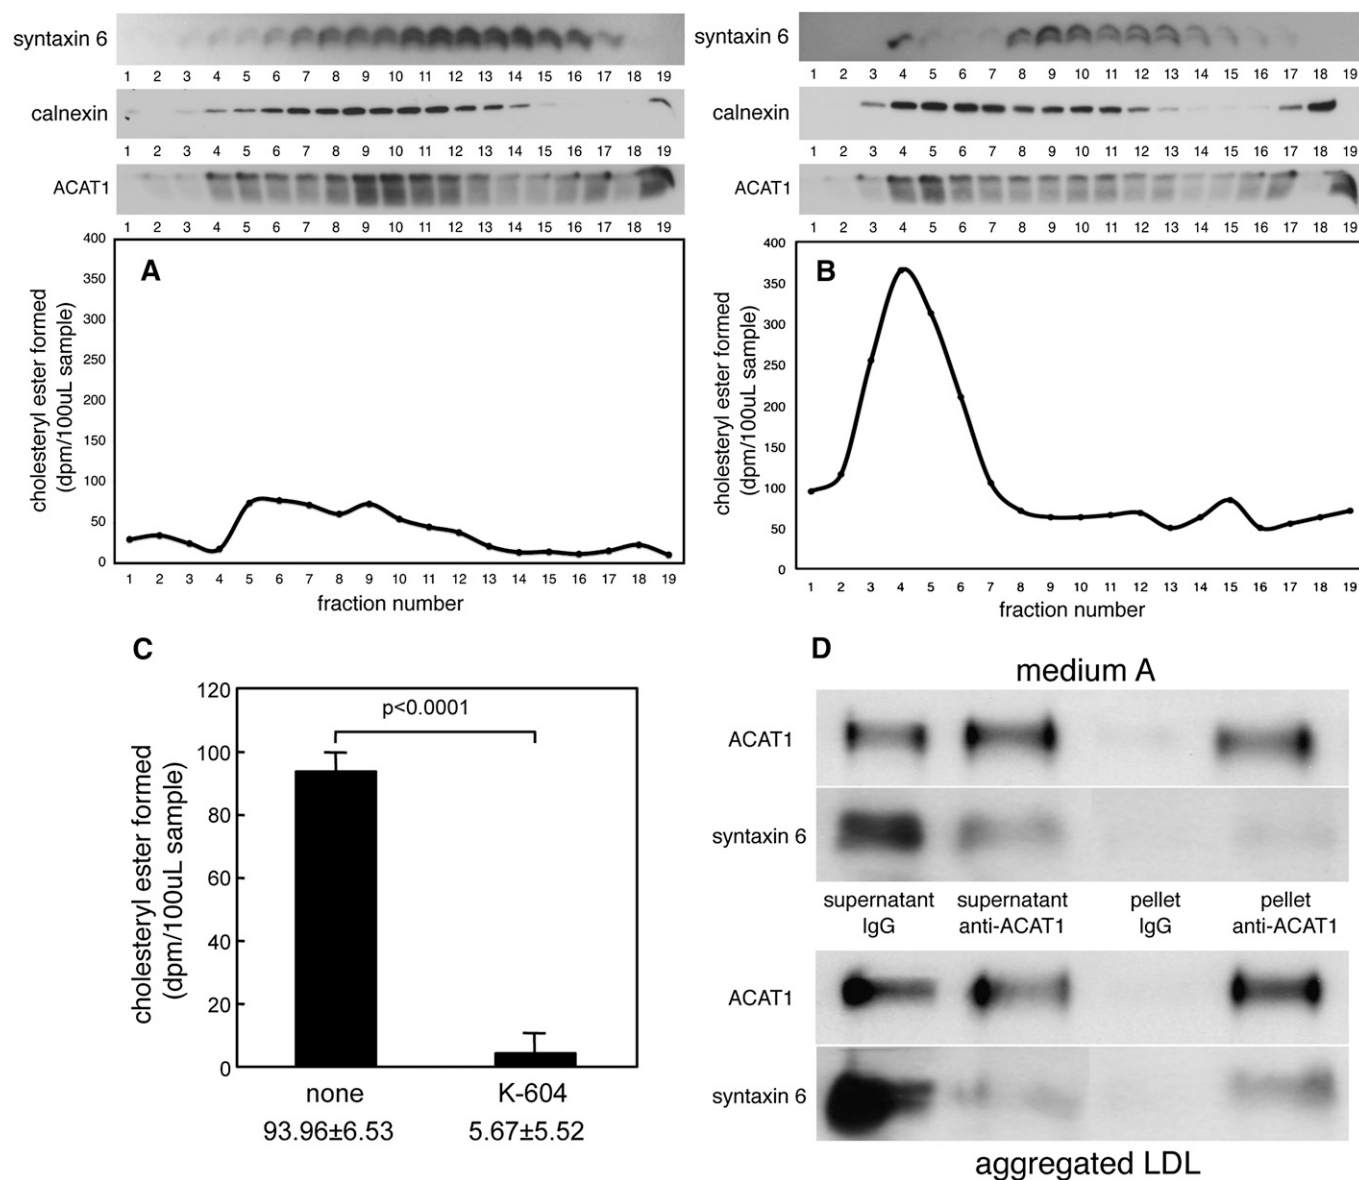 syntaxin 6
1 2 3 4 5 6 7 8 9 10 11 12 13 14 15 16 17 18 19
calnexin
1 2 3 4 5 6 7 8 9 10 11 12 13 14 15 16 17 18 19
ACAT1
1 2 3 4 5 6 7 8 9 10 11 12 13 14 15 16 17 18 19
A
cholesteryl ester formed
(dpm/100uL sample)
400
350
300
250
200
150
100
50
0
1 2 3 4 5 6 7 8 9 10 11 12 13 14 15 16 17 18 19
fraction number
syntaxin 6
1 2 3 4 5 6 7 8 9 10 11 12 13 14 15 16 17 18 19
calnexin
1 2 3 4 5 6 7 8 9 10 11 12 13 14 15 16 17 18 19
ACAT1
1 2 3 4 5 6 7 8 9 10 11 12 13 14 15 16 17 18 19
B
cholesteryl ester formed
(dpm/100uL sample)
400
350
300
250
200
150
100
50
0
1 2 3 4 5 6 7 8 9 10 11 12 13 14 15 16 17 18 19
fraction number
C
cholesteryl ester formed
(dpm/100uL sample)
120
100
80
60
40
20
0
p<0.0001
none K-604
93.96±6.53 5.67±5.52
D
medium A
ACAT1
syntaxin 6
supernatant supernatant pellet pellet
IgG anti-ACAT1 IgG anti-ACAT1
ACAT1
syntaxin 6
aggregated LDL